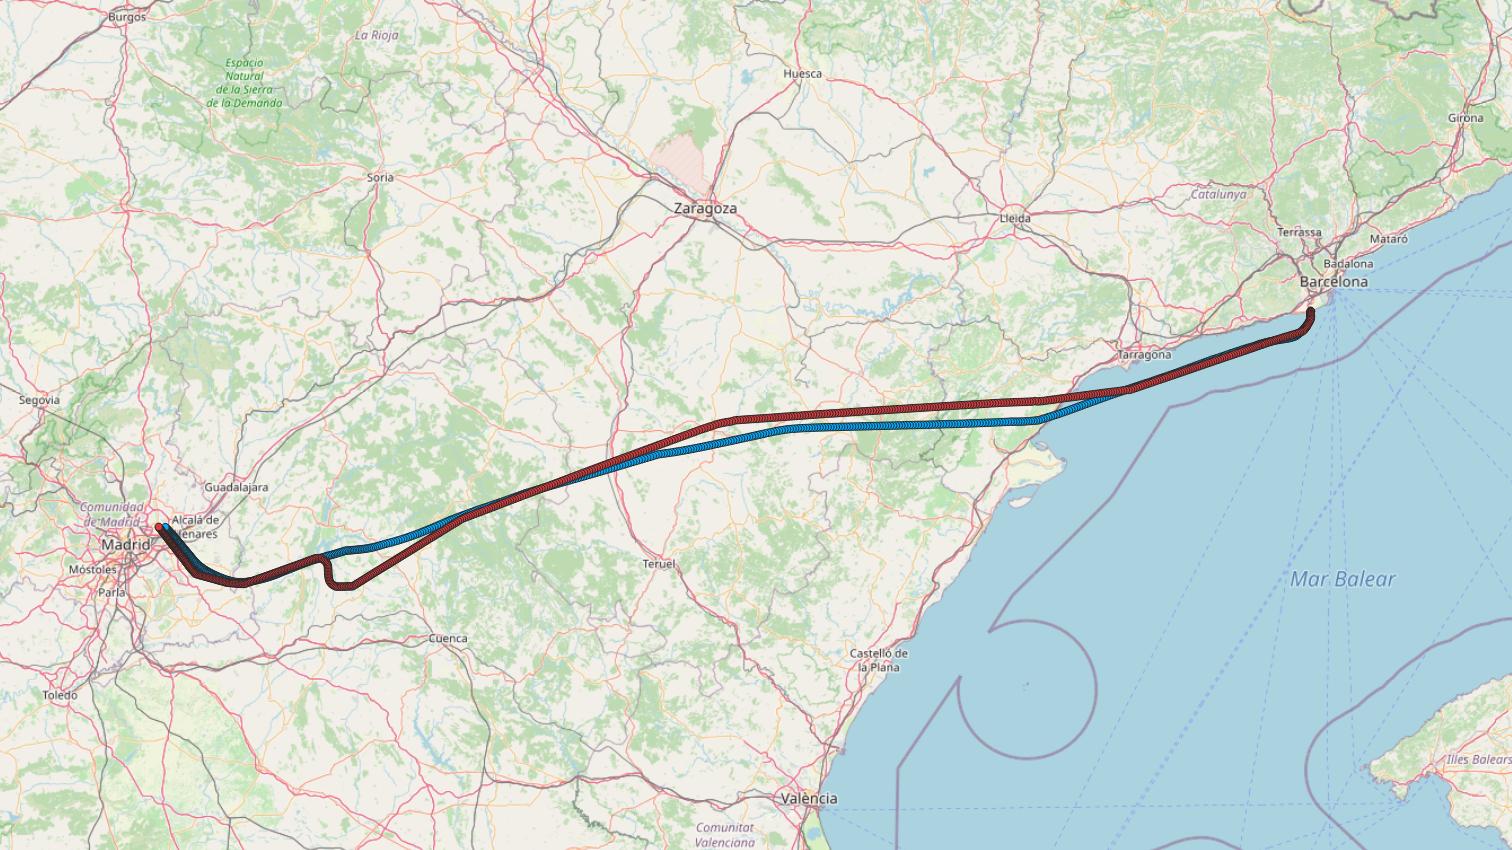 Burgos
La Rioja
Espacio
Natural
de la Sierra
de la Demanda
Huesca
Girona
Soria
Zaragoza
Catalunya
Lleida
Terrassa
Mataró
Badalona
Barcelona
Tarragona
Segovia
Guadalajara
Comunidad
de Madrid
Alcalá de
Henares
Madrid
Móstoles
Parla
Teruel
Mar Balear
Cuenca
Castelló de
la Plana
Toledo
Illes Balears
València
Comunitat
Valenciana